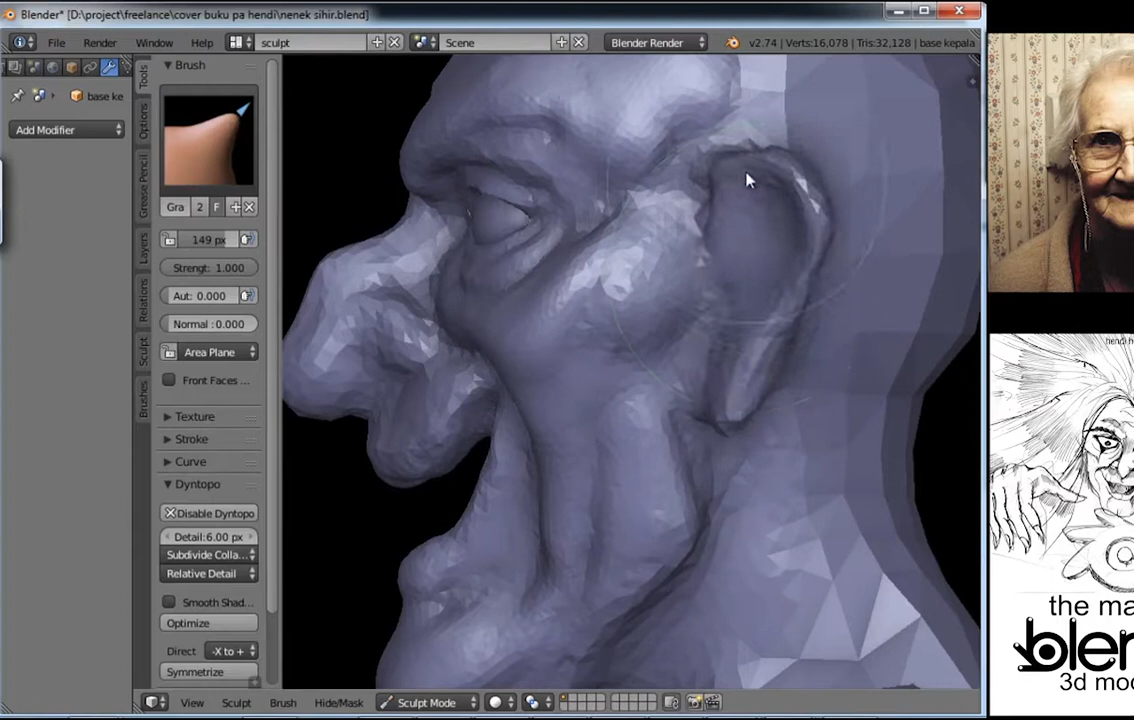 Blender* [D:\project\freelance\cover buku pa hendi\nenek sihir.blend]
File Render Window Help sculpt Scene Blender Render v2.74 | Verts:16,078 | Tris:32,128 | base kepala
base ke
Add Modifier
Tools
Options
Grease Pencil
Layers
Relations
Sculpt
Brushes
Brush
Gra 2 F
149 px
Strengt: 1.000
Aut: 0.000
Normal: 0.000
Area Plane
Front Faces ...
Texture
Stroke
Curve
Dyntopo
Disable Dyntopo
Detail:6.00 px
Subdivide Colla...
Relative Detail
Smooth Shad...
Optimize
Direct -X to +
Symmetrize
View Sculpt Brush Hide/Mask Sculpt Mode
hendi h
the ma
blen
3d mod